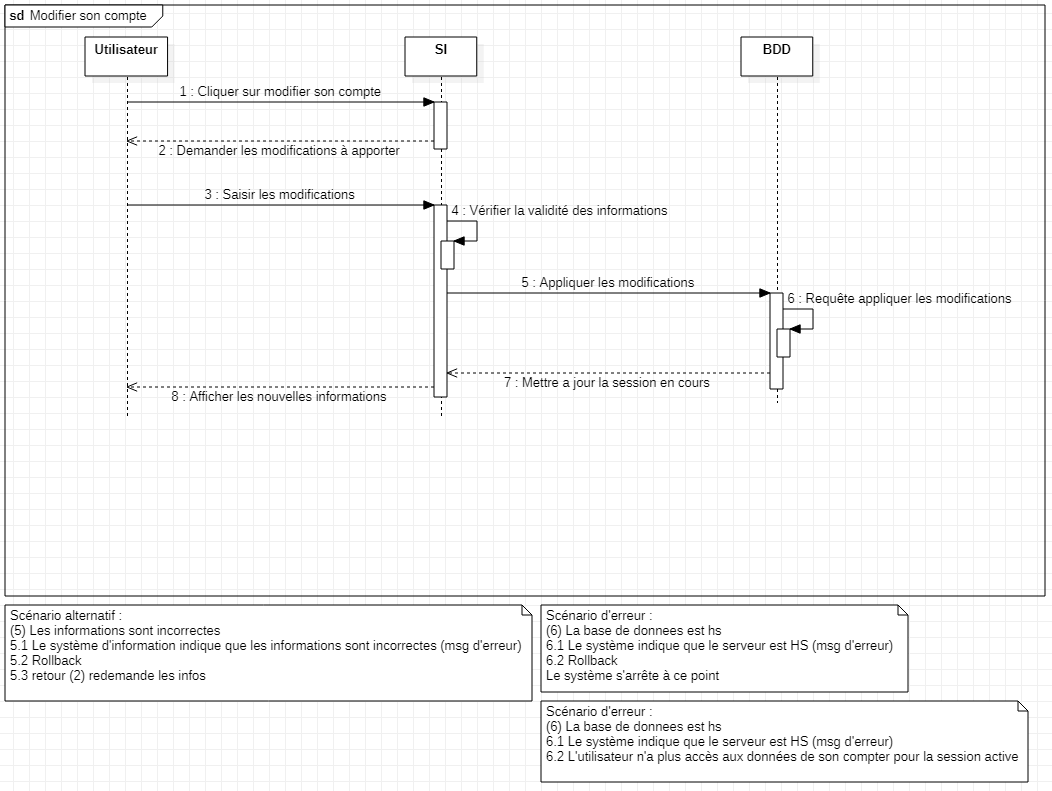 sd Modifier son compte
Utilisateur
SI
BDD
1 : Cliquer sur modifier son compte
2 : Demander les modifications à apporter
3 : Saisir les modifications
4 : Vérifier la validité des informations
5 : Appliquer les modifications
6 : Requête appliquer les modifications
7 : Mettre a jour la session en cours
8 : Afficher les nouvelles informations
Scénario alternatif :
(5) Les informations sont incorrectes
5.1 Le système d'information indique que les informations sont incorrectes (msg d'erreur)
5.2 Rollback
5.3 retour (2) redemande les infos
Scénario d'erreur :
(6) La base de donnees est hs
6.1 Le système indique que le serveur est HS (msg d'erreur)
6.2 Rollback
Le système s'arrête à ce point
Scénario d'erreur :
(6) La base de donnees est hs
6.1 Le système indique que le serveur est HS (msg d'erreur)
6.2 L'utilisateur n'a plus accès aux données de son compter pour la session active